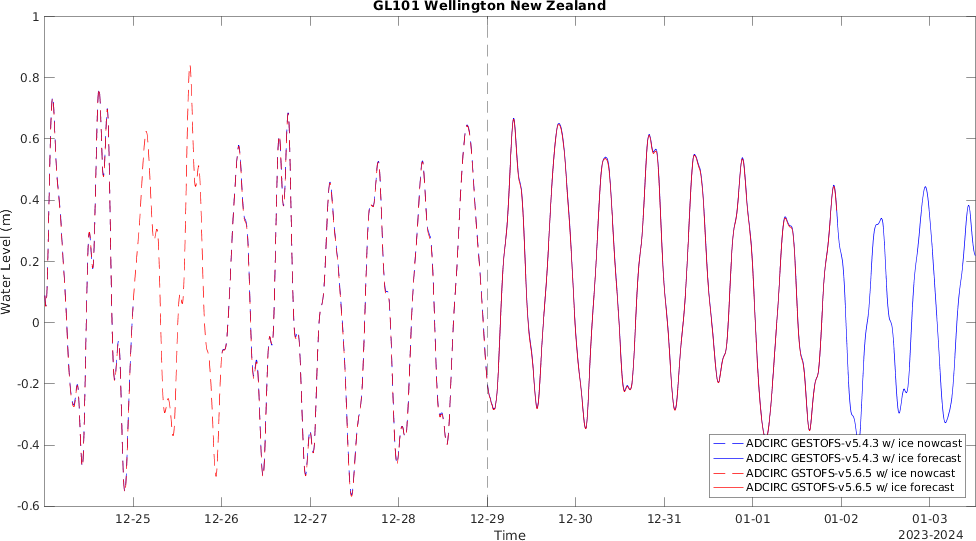 GL101 Wellington New Zealand
1
0.8
0.6
0.4
0.2
0
-0.2
-0.4
-0.6
Water Level (m)
12-25 12-26 12-27 12-28 12-29 12-30 12-31 01-01 01-02 01-03
Time
2023-2024
ADCIRC GESTOFS-v5.4.3 w/ ice nowcast
ADCIRC GESTOFS-v5.4.3 w/ ice forecast
ADCIRC GSTOFS-v5.6.5 w/ ice nowcast
ADCIRC GSTOFS-v5.6.5 w/ ice forecast